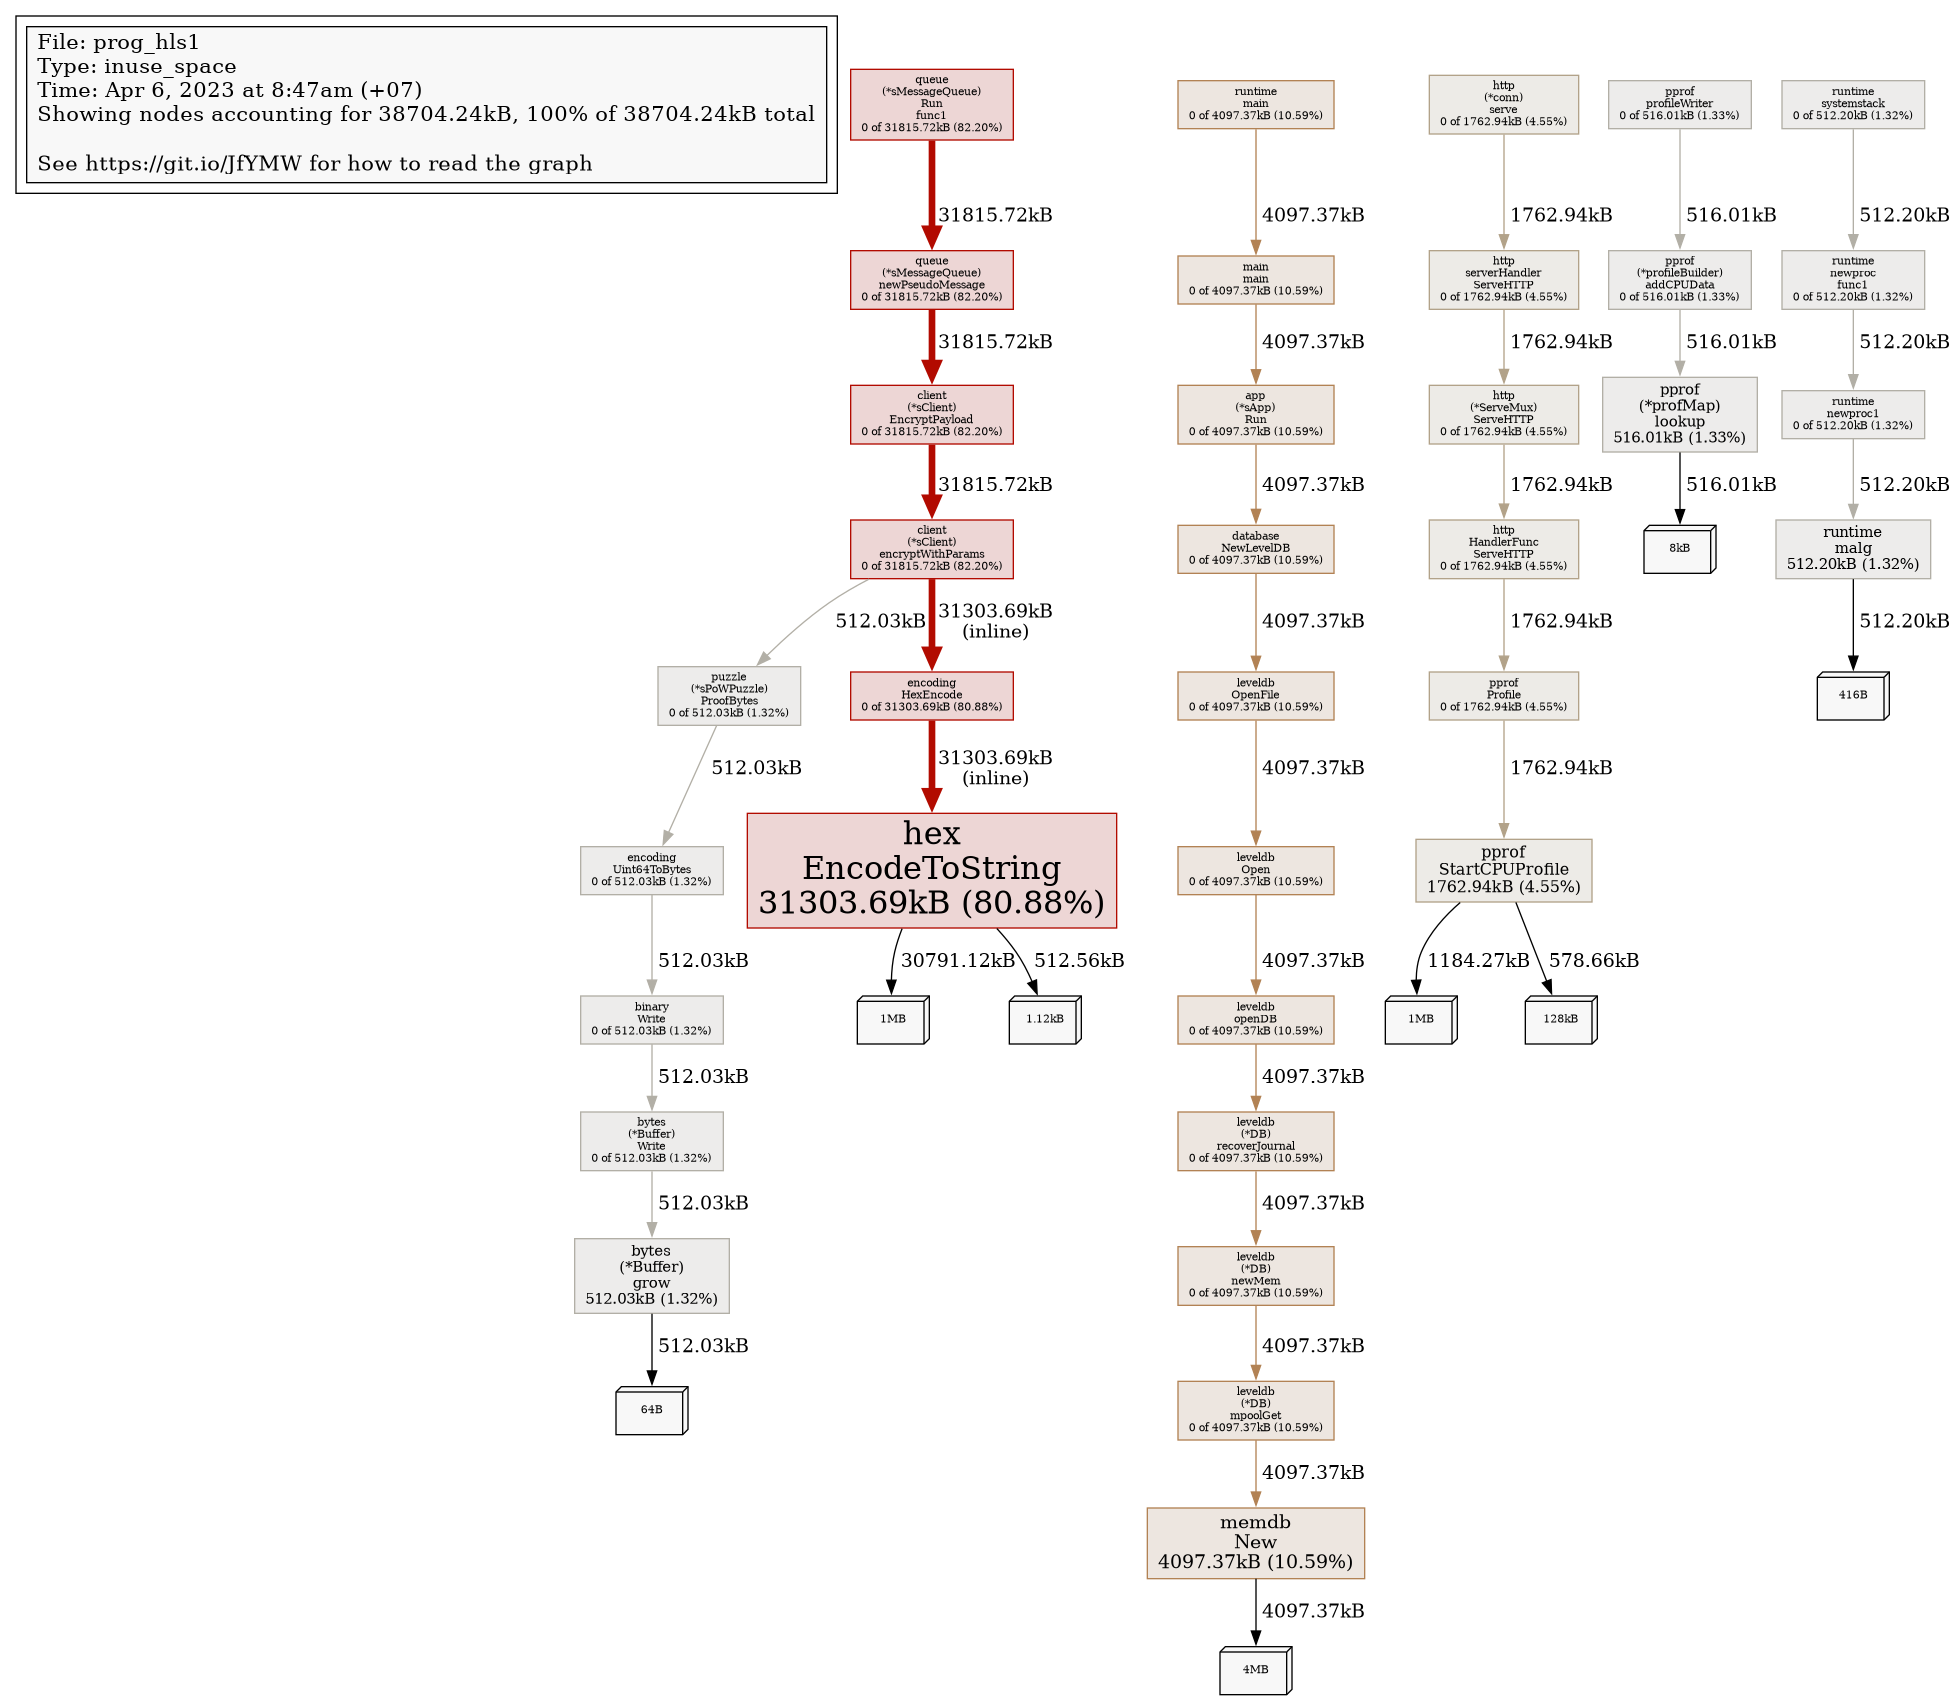 File: prog_hls1
Type: inuse_space
Time: Apr 6, 2023 at 8:47am (+07)
Showing nodes accounting for 38704.24kB, 100% of 38704.24kB total
See https://git.io/JfYMW for how to read the graph
queue
(*sMessageQueue)
Run
func1
0 of 31815.72kB (82.20%)
31815.72kB
queue
(*sMessageQueue)
newPseudoMessage
0 of 31815.72kB (82.20%)
31815.72kB
client
(*sClient)
EncryptPayload
0 of 31815.72kB (82.20%)
31815.72kB
client
(*sClient)
encryptWithParams
0 of 31815.72kB (82.20%)
512.03kB
31303.69kB
(inline)
puzzle
(*sPoWPuzzle)
ProofBytes
0 of 512.03kB (1.32%)
512.03kB
encoding
Uint64ToBytes
0 of 512.03kB (1.32%)
512.03kB
binary
Write
0 of 512.03kB (1.32%)
512.03kB
bytes
(*Buffer)
Write
0 of 512.03kB (1.32%)
512.03kB
bytes
(*Buffer)
grow
512.03kB (1.32%)
512.03kB
64B
encoding
HexEncode
0 of 31303.69kB (80.88%)
31303.69kB
(inline)
hex
EncodeToString
31303.69kB (80.88%)
30791.12kB
512.56kB
1MB
1.12kB
runtime
main
0 of 4097.37kB (10.59%)
4097.37kB
main
main
0 of 4097.37kB (10.59%)
4097.37kB
app
(*sApp)
Run
0 of 4097.37kB (10.59%)
4097.37kB
database
NewLevelDB
0 of 4097.37kB (10.59%)
4097.37kB
leveldb
OpenFile
0 of 4097.37kB (10.59%)
4097.37kB
leveldb
Open
0 of 4097.37kB (10.59%)
4097.37kB
leveldb
openDB
0 of 4097.37kB (10.59%)
4097.37kB
leveldb
(*DB)
recoverJournal
0 of 4097.37kB (10.59%)
4097.37kB
leveldb
(*DB)
newMem
0 of 4097.37kB (10.59%)
4097.37kB
leveldb
(*DB)
mpoolGet
0 of 4097.37kB (10.59%)
4097.37kB
memdb
New
4097.37kB (10.59%)
4097.37kB
4MB
http
(*conn)
serve
0 of 1762.94kB (4.55%)
1762.94kB
http
serverHandler
ServeHTTP
0 of 1762.94kB (4.55%)
1762.94kB
http
(*ServeMux)
ServeHTTP
0 of 1762.94kB (4.55%)
1762.94kB
http
HandlerFunc
ServeHTTP
0 of 1762.94kB (4.55%)
1762.94kB
pprof
Profile
0 of 1762.94kB (4.55%)
1762.94kB
pprof
StartCPUProfile
1762.94kB (4.55%)
1184.27kB
578.66kB
1MB
128kB
pprof
profileWriter
0 of 516.01kB (1.33%)
516.01kB
pprof
(*profileBuilder)
addCPUData
0 of 516.01kB (1.33%)
516.01kB
pprof
(*profMap)
lookup
516.01kB (1.33%)
516.01kB
8kB
runtime
systemstack
0 of 512.20kB (1.32%)
512.20kB
runtime
newproc
func1
0 of 512.20kB (1.32%)
512.20kB
runtime
newproc1
0 of 512.20kB (1.32%)
512.20kB
runtime
malg
512.20kB (1.32%)
512.20kB
416B